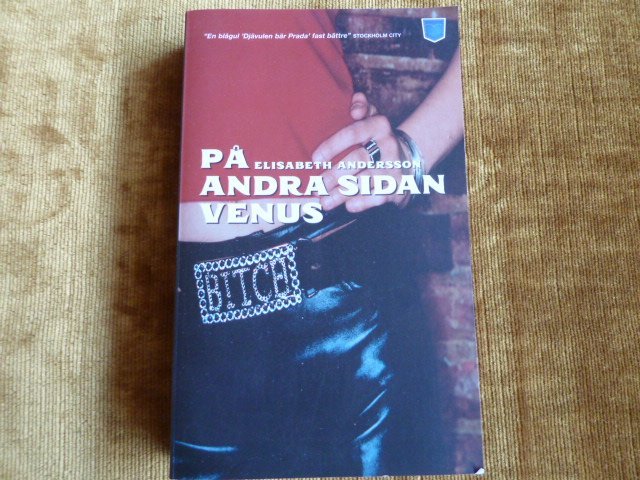 "En blågul 'Djävulen bär Prada' fast bättre" STOCKHOLM CITY
PÅ ELISABETH ANDERSSON
ANDRA SIDAN
VENUS
BITCH